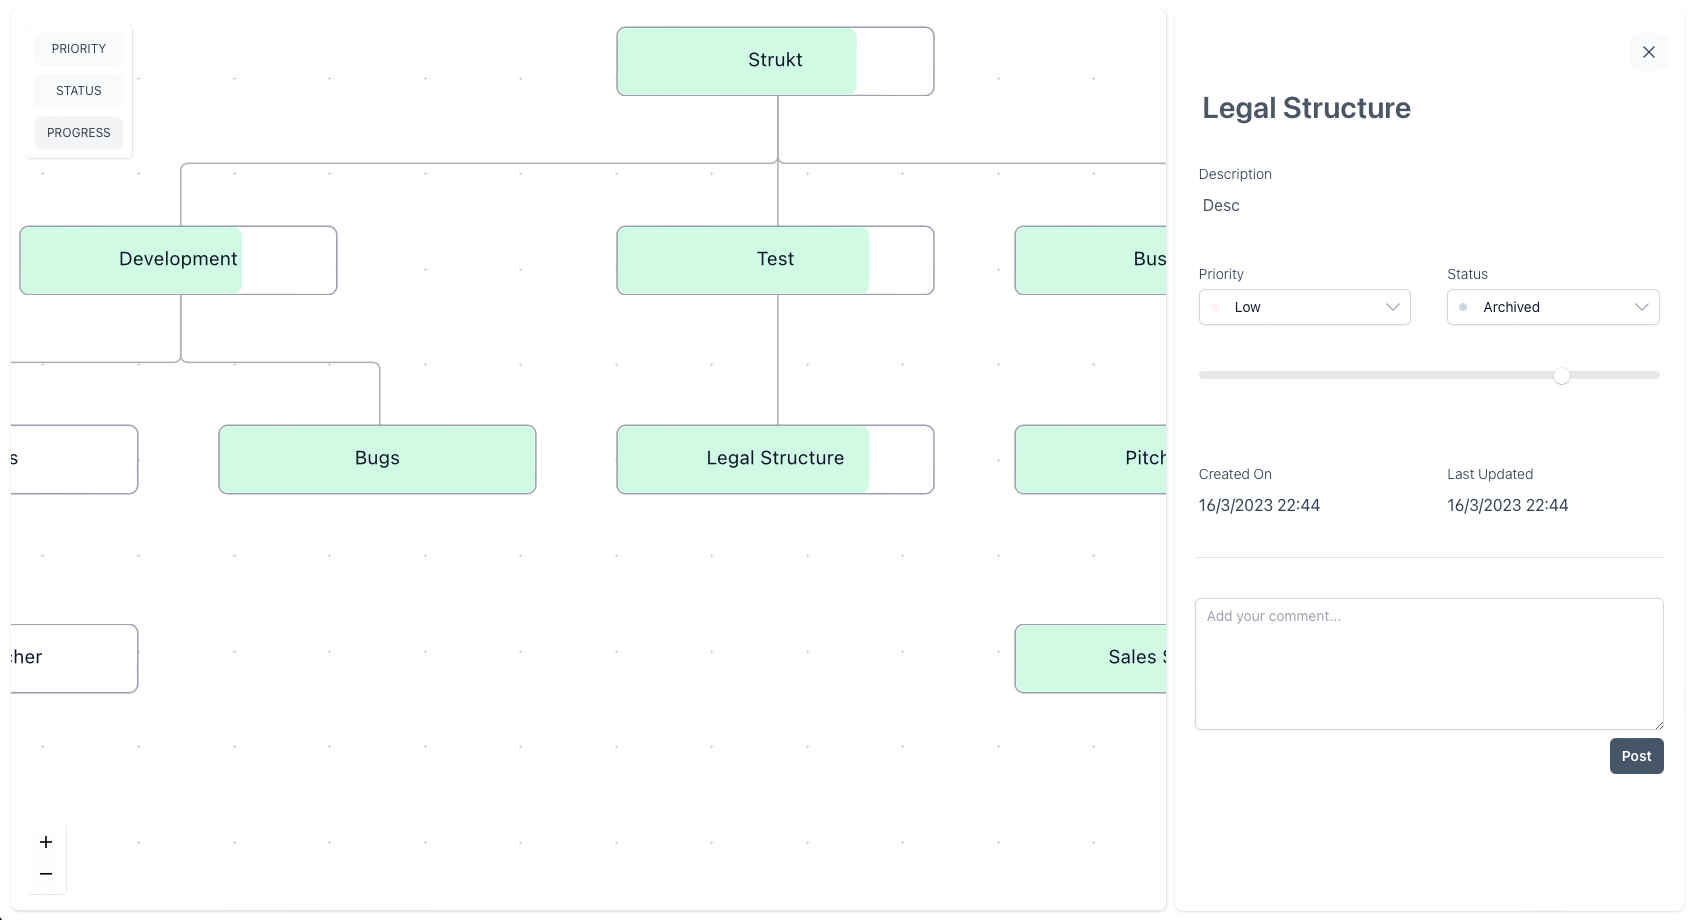 PRIORITY
STATUS
PROGRESS
Strukt
Development
Test
Bus
s
Bugs
Legal Structure
Pitch
cher
Sales S
+
−
Legal Structure
Description
Desc
Priority
Status
Low
Archived
Created On
Last Updated
16/3/2023 22:44
16/3/2023 22:44
Add your comment...
Post